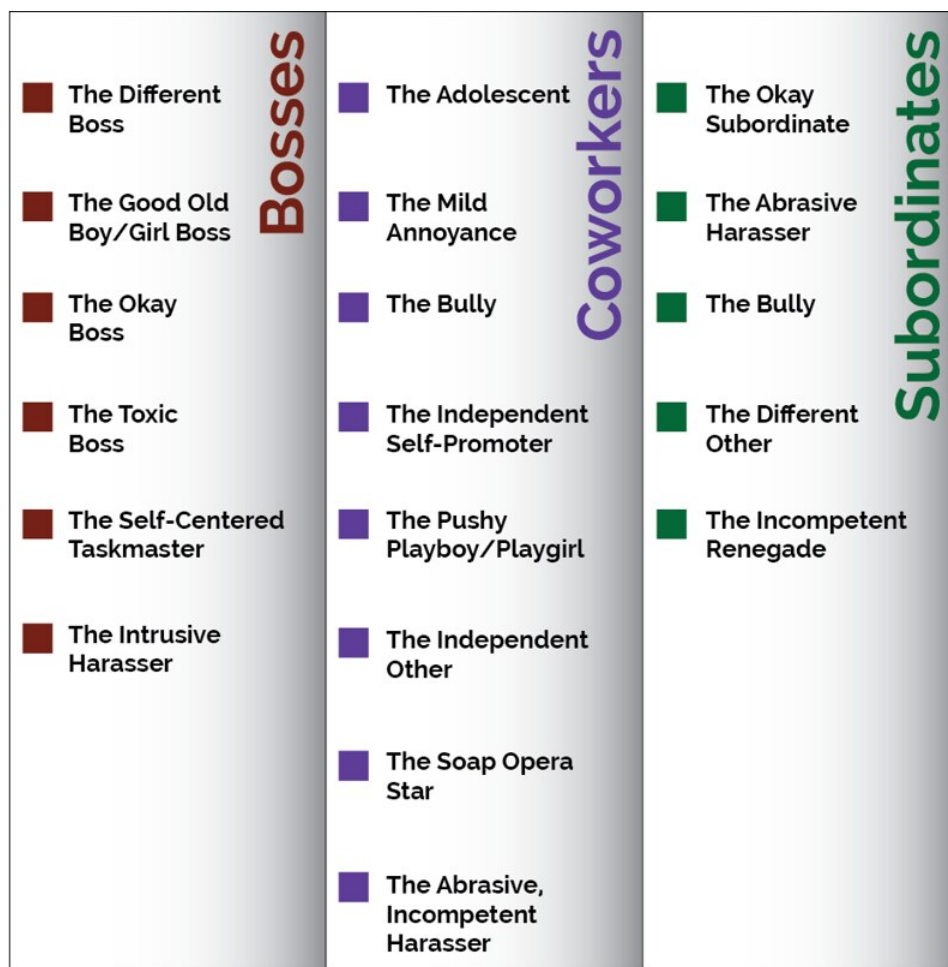 Bosses
The Different
Boss
The Good Old
Boy/Girl Boss
The Okay
Boss
The Toxic
Boss
The Self-Centered
Taskmaster
The Intrusive
Harasser
Coworkers
The Adolescent
The Mild
Annoyance
The Bully
The Independent
Self-Promoter
The Pushy
Playboy/Playgirl
The Independent
Other
The Soap Opera
Star
The Abrasive,
Incompetent
Harasser
Subordinates
The Okay
Subordinate
The Abrasive
Harasser
The Bully
The Different
Other
The Incompetent
Renegade